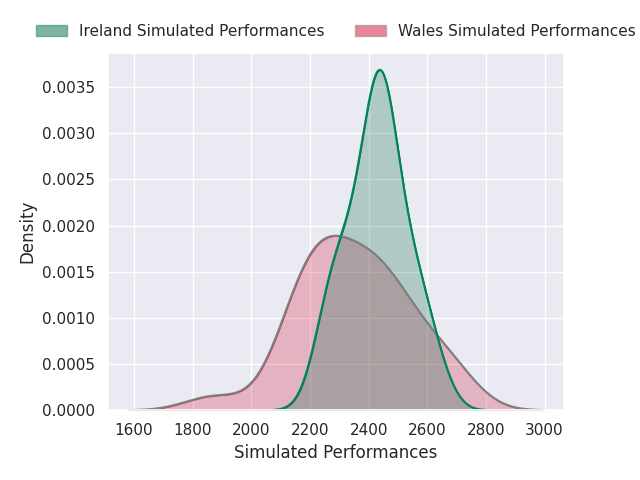 Ireland Simulated Performances Wales Simulated Performances
0.0035
0.0030
0.0025
0.0020
0.0015
0.0010
0.0005
0.0000
Density
1600 1800 2000 2200 2400 2600 2800 3000
Simulated Performances